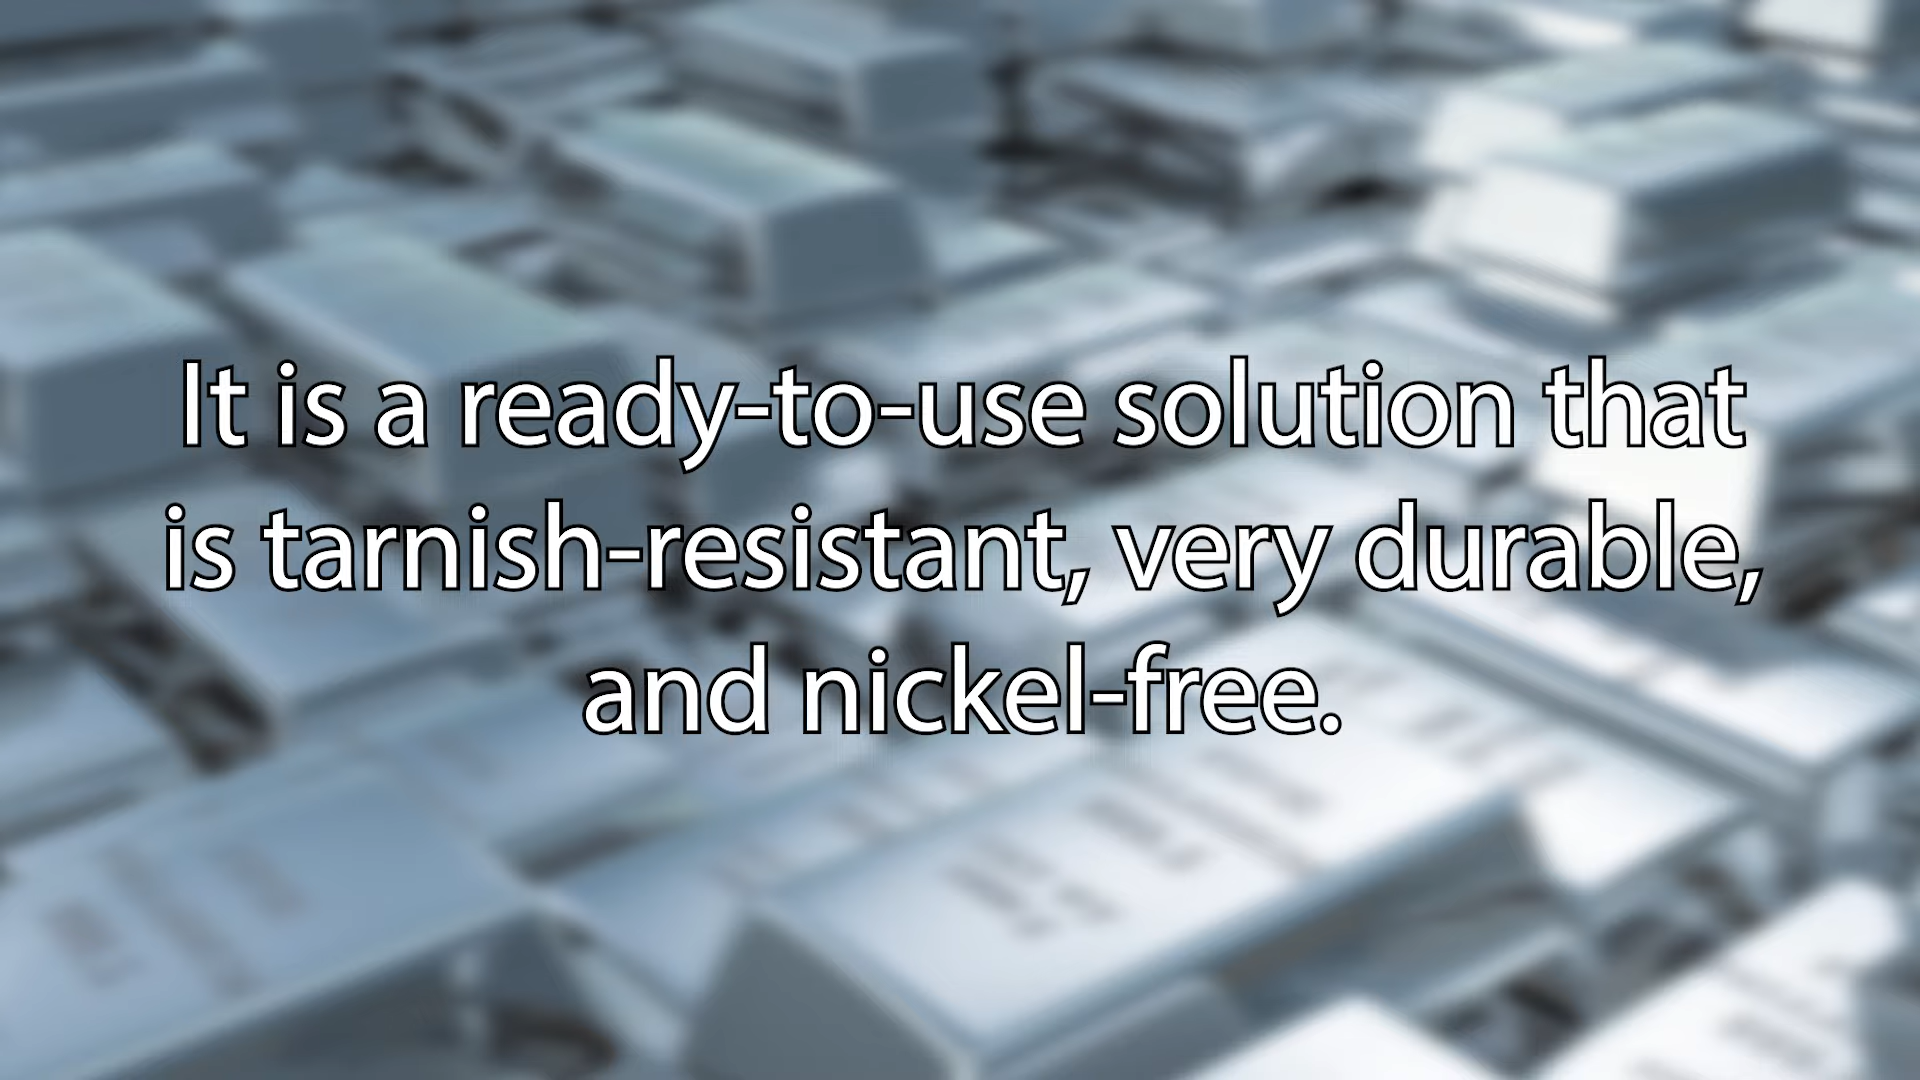 It is a ready-to-use solution that
is tarnish-resistant, very durable,
and nickel-free.